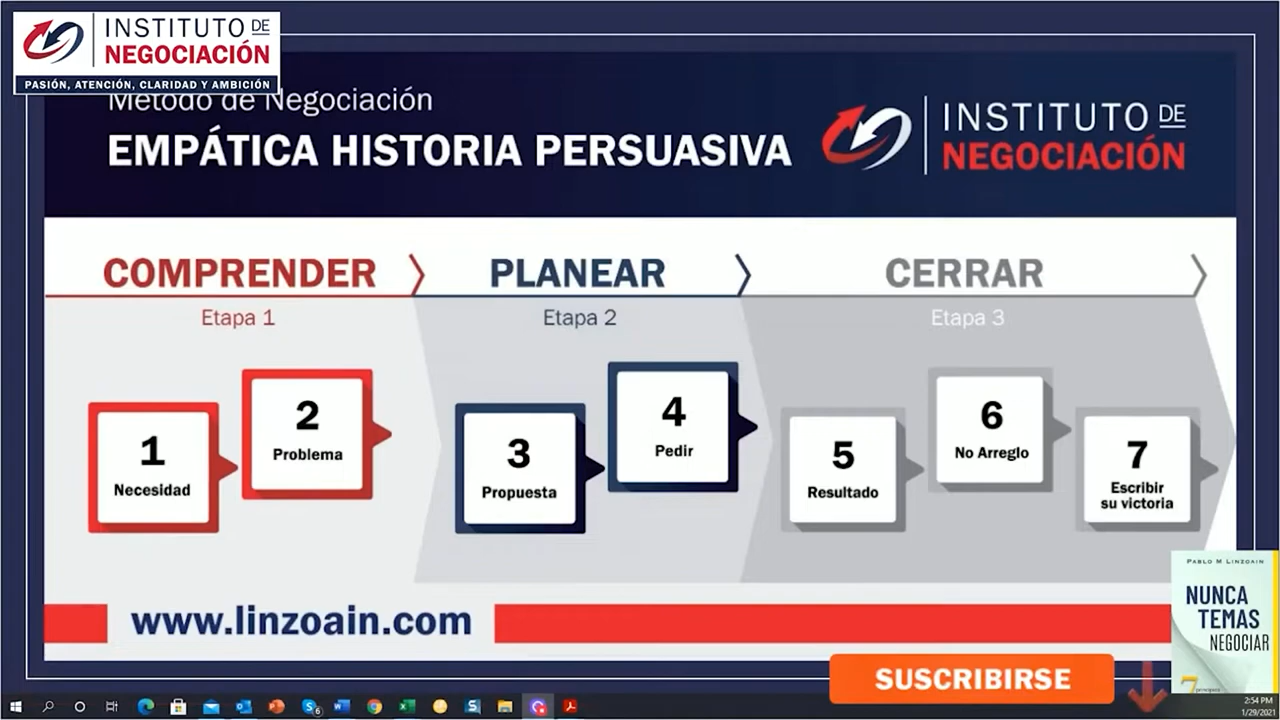 INSTITUTO DE
NEGOCIACIÓN
PASIÓN, ATENCIÓN, CLARIDAD Y AMBICIÓN
Método de Negociación
EMPÁTICA HISTORIA PERSUASIVA
INSTITUTO DE
NEGOCIACIÓN
COMPRENDER
Etapa 1
PLANEAR
Etapa 2
CERRAR
Etapa 3
1
Necesidad
2
Problema
3
Propuesta
4
Pedir
5
Resultado
6
No Arreglo
7
Escribir
su victoria
www.linzoain.com
PABLO M LINZOAIN
NUNCA
TEMAS
NEGOCIAR
7 principios
SUSCRIBIRSE
2:54 PM
1/29/2021